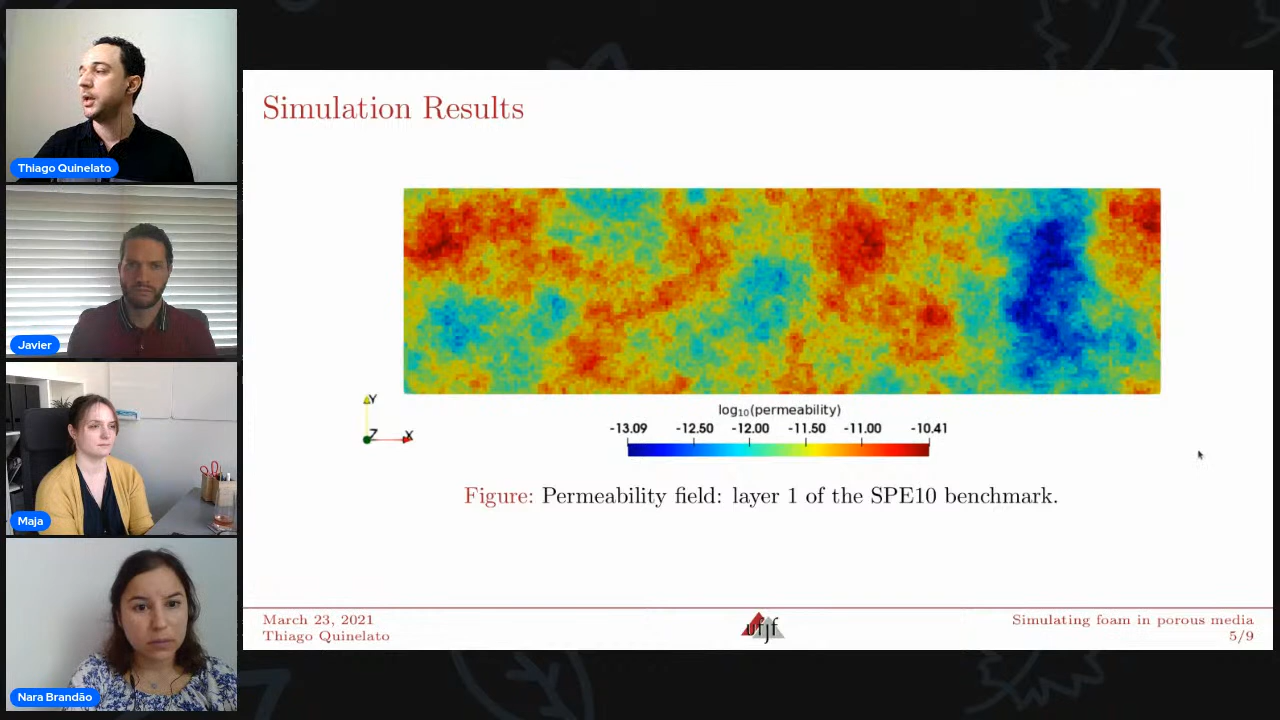 Thiago Quinelato
Javier
Maja
Nara Brandão
Simulation Results
Y
Z
X
log10(permeability)
-13.09 -12.50 -12.00 -11.50 -11.00 -10.41
Figure: Permeability field: layer 1 of the SPE10 benchmark.
March 23, 2021
Thiago Quinelato
ufjf
Simulating foam in porous media
5/9